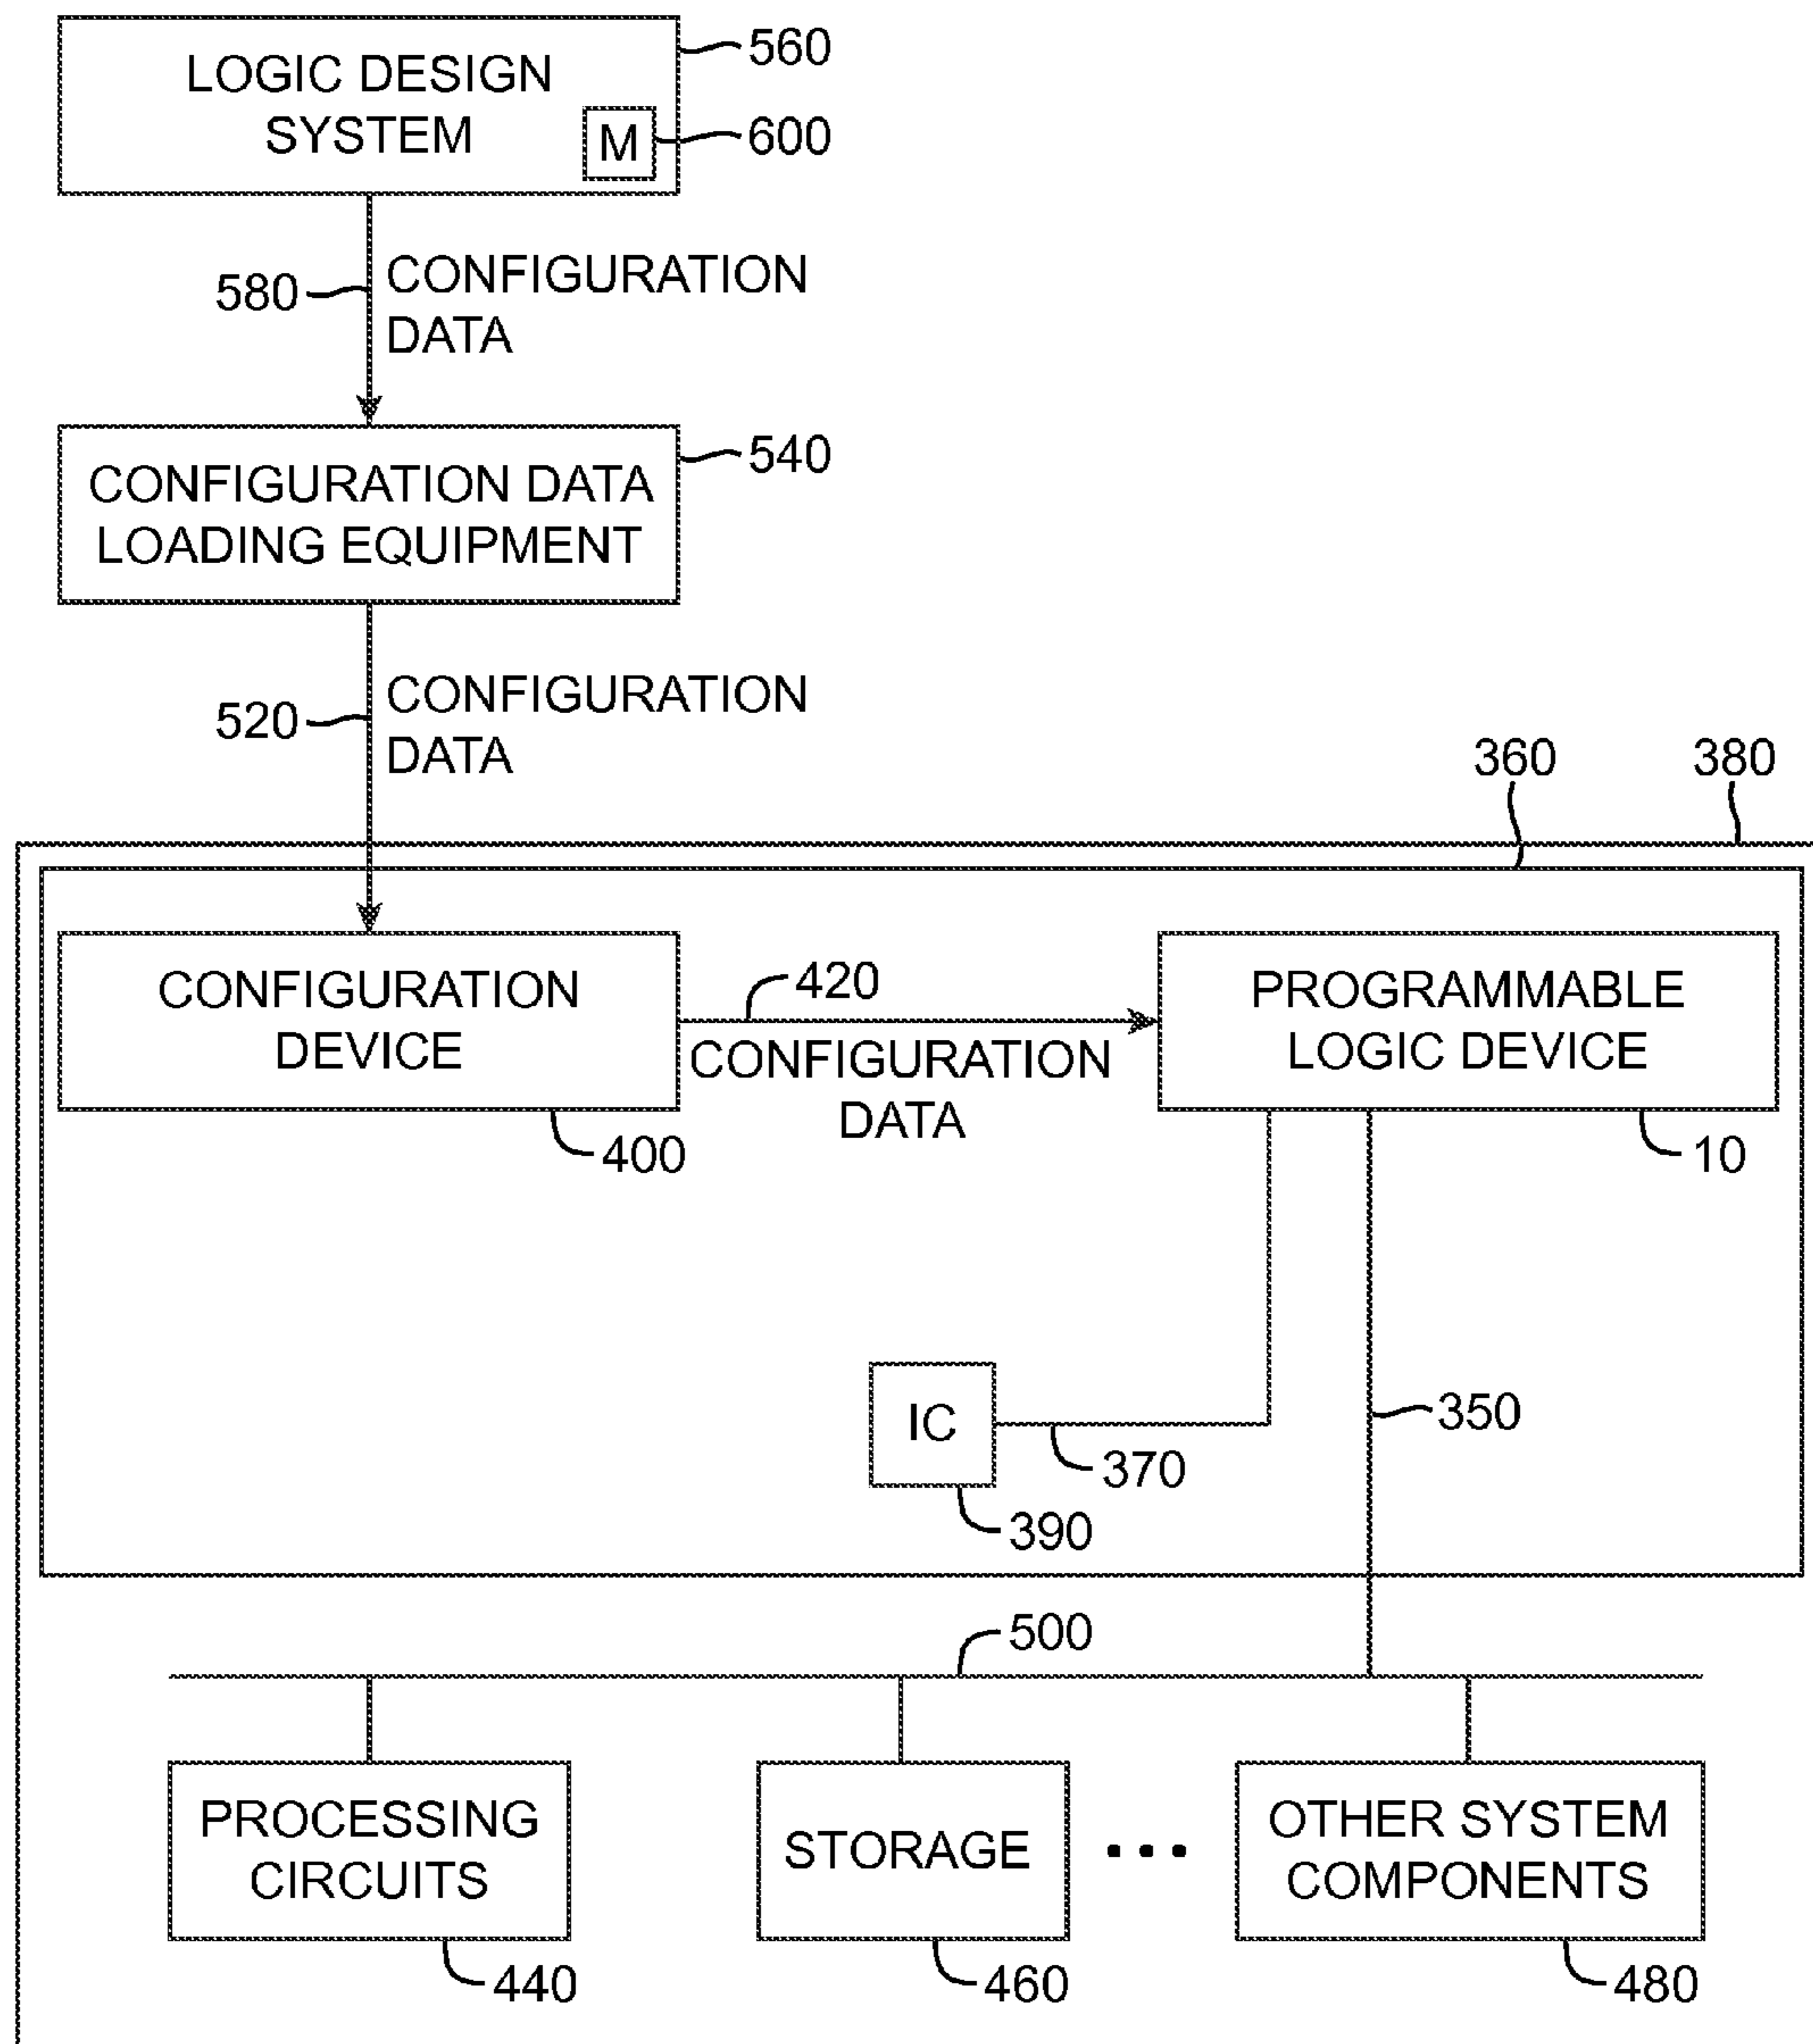 LOGIC DESIGN
SYSTEM
M
560
600
580
CONFIGURATION
DATA
CONFIGURATION DATA
LOADING EQUIPMENT
540
520
CONFIGURATION
DATA
360
380
CONFIGURATION
DEVICE
400
420
CONFIGURATION
DATA
PROGRAMMABLE
LOGIC DEVICE
10
IC
370
390
350
500
PROCESSING
CIRCUITS
440
STORAGE
460
...
OTHER SYSTEM
COMPONENTS
480